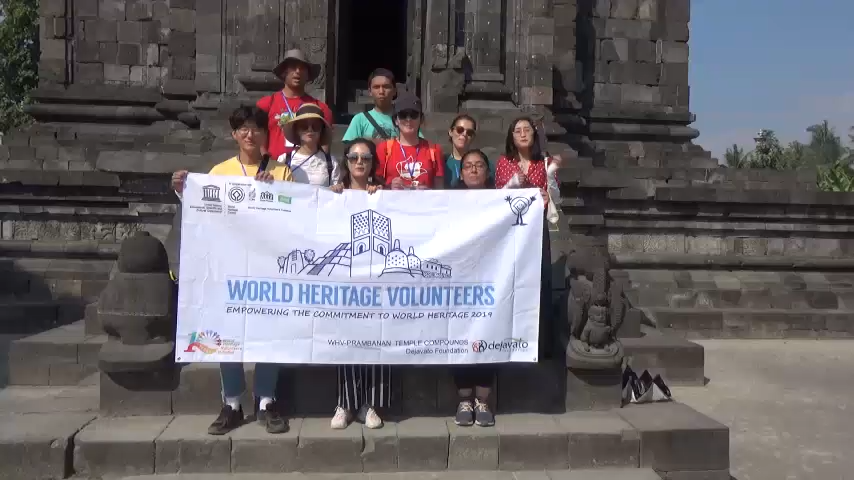 WORLD HERITAGE VOLUNTEERS
EMPOWERING THE COMMITMENT TO WORLD HERITAGE 2019
WHV-PRAMBANAN TEMPLE COMPOUNDS
Dejavato Foundation
dejavato